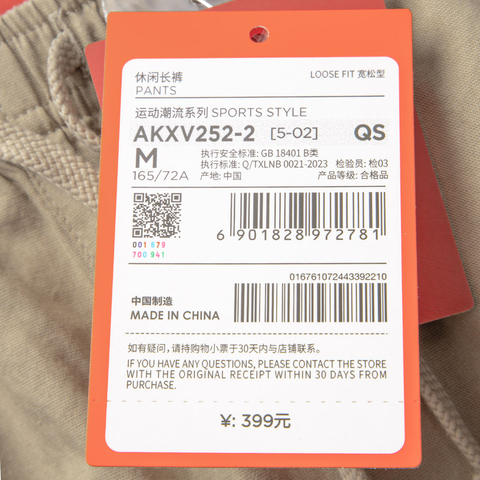 休闲长裤
PANTS
LOOSE FIT 宽松型
运动潮流系列 SPORTS STYLE
AKXV252-2 [5-02] QS
M
165/72A
执行安全标准: GB 18401 B类
执行标准: Q/TXLNB 0021-2023 检验员: 检03
产地: 中国 产品等级: 合格品
001 679
700 941
6 901828 972781
016761072443392210
中国制造
MADE IN CHINA
如有疑问，请持购物小票于30天内与店铺联系。
IF YOU HAVE ANY QUESTIONS, PLEASE CONTACT THE STORE
WITH THE ORIGINAL RECEIPT WITHIN 30 DAYS FROM
PURCHASE.
¥: 399元